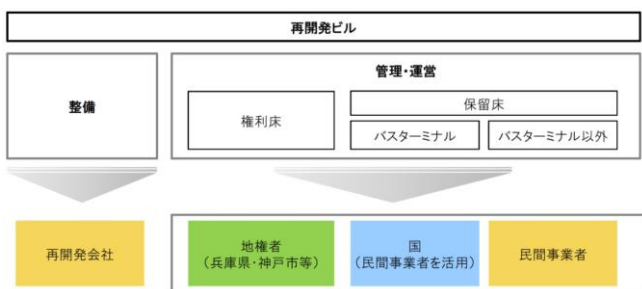 再開発ビル
整備
管理・運営
権利床
保留床
バスターミナル
バスターミナル以外
再開発会社
地権者
（兵庫県・神戸市等）
国
（民間事業者を活用）
民間事業者